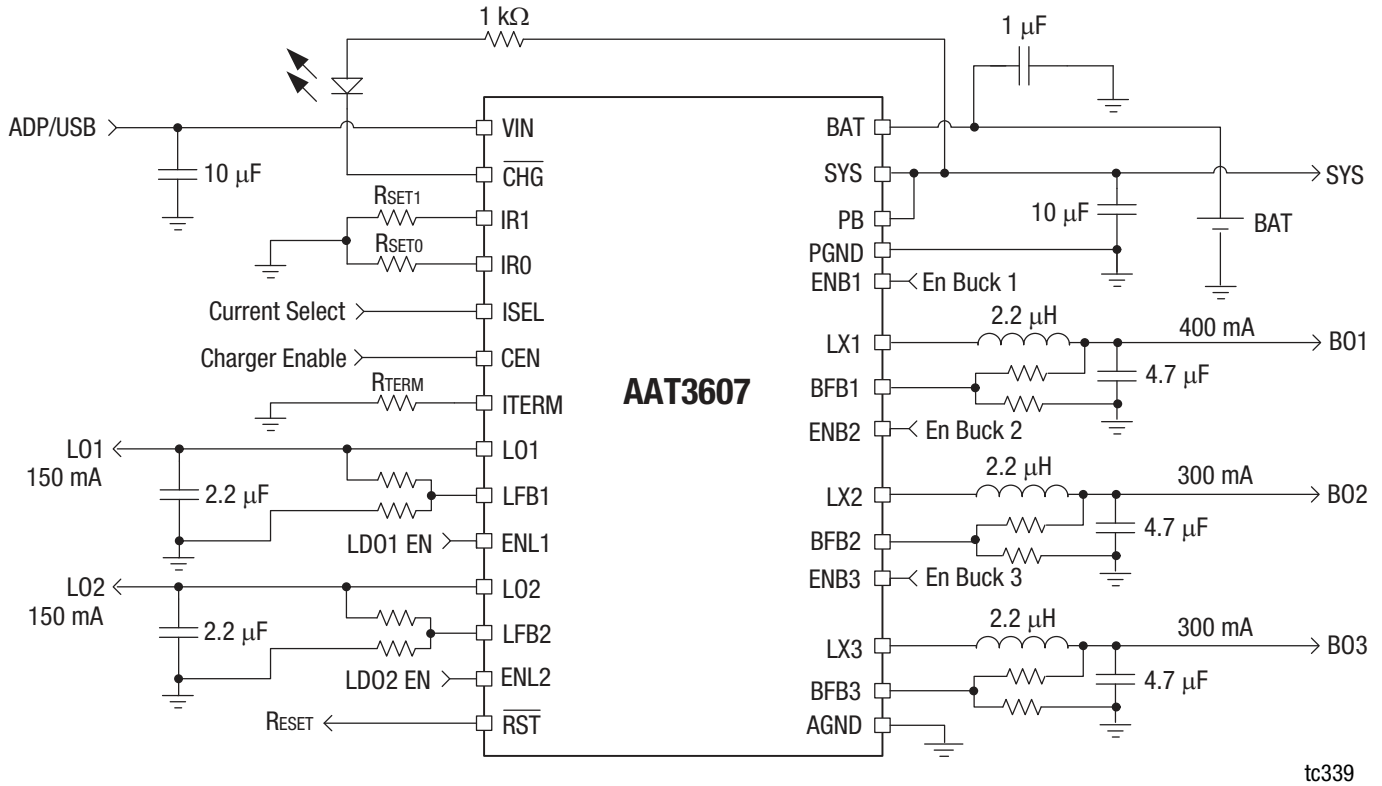 1 kΩ
1 μF
ADP/USB
10 μF
VIN
CHG
RSET1
IR1
RSET0
IR0
Current Select
ISEL
Charger Enable
CEN
RTERM
ITERM
LO1
150 mA
2.2 μF
LO1
LFB1
LDO1 EN
ENL1
LO2
150 mA
2.2 μF
LO2
LFB2
LDO2 EN
ENL2
RESET
RST
AAT3607
BAT
SYS
SYS
PB
10 μF
BAT
PGND
ENB1
En Buck 1
2.2 μH
400 mA
LX1
BO1
BFB1
4.7 μF
ENB2
En Buck 2
2.2 μH
300 mA
LX2
BO2
BFB2
4.7 μF
ENB3
En Buck 3
2.2 μH
300 mA
LX3
BO3
BFB3
4.7 μF
AGND
tc339